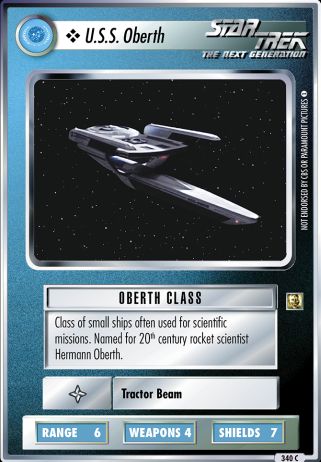 ❖ U.S.S. Oberth
STAR TREK
THE NEXT GENERATION
NOT ENDORSED BY CBS OR PARAMOUNT PICTURES
OBERTH CLASS
Class of small ships often used for scientific
missions. Named for 20th century rocket scientist
Hermann Oberth.
Tractor Beam
RANGE 6
WEAPONS 4
SHIELDS 7
340 C